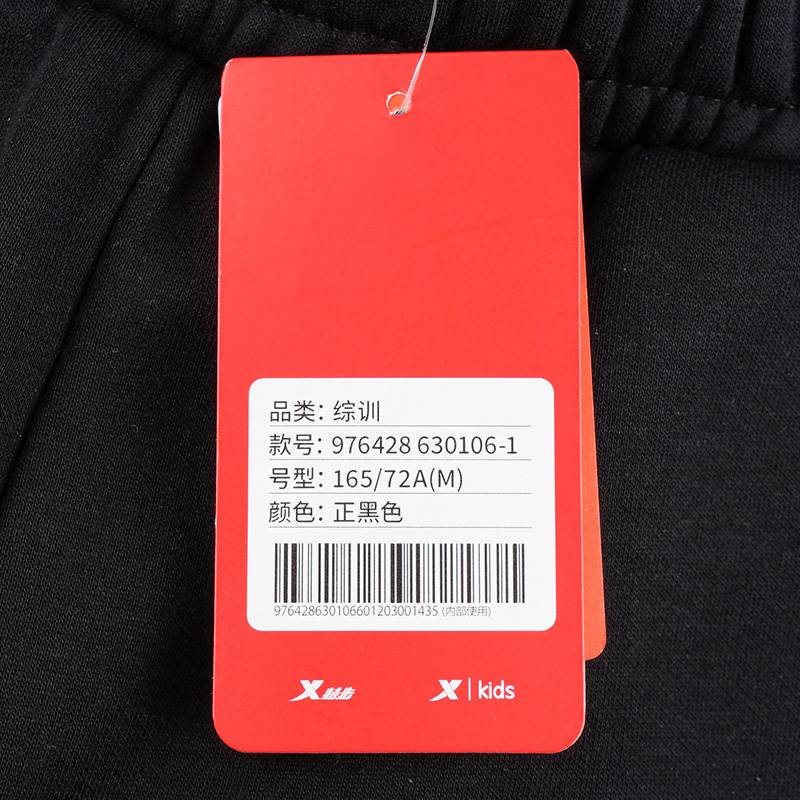 品类: 综训
款号: 976428 630106-1
号型: 165/72A(M)
颜色: 正黑色
976428630106601203001435 (内部使用)
X特步 X | kids